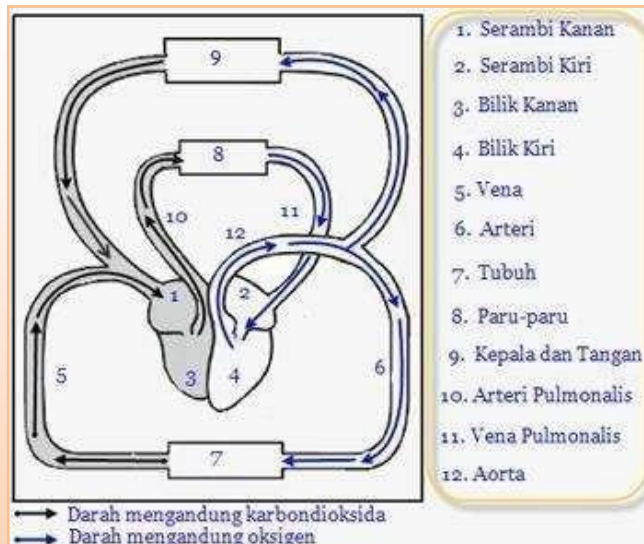 9
8
10
11
12
1
2
5
3
4
6
7
Darah mengandung karbondioksida
Darah mengandung oksigen
1. Serambi Kanan
2. Serambi Kiri
3. Bilik Kanan
4. Bilik Kiri
5. Vena
6. Arteri
7. Tubuh
8. Paru-paru
9. Kepala dan Tangan
10. Arteri Pulmonalis
11. Vena Pulmonalis
12. Aorta